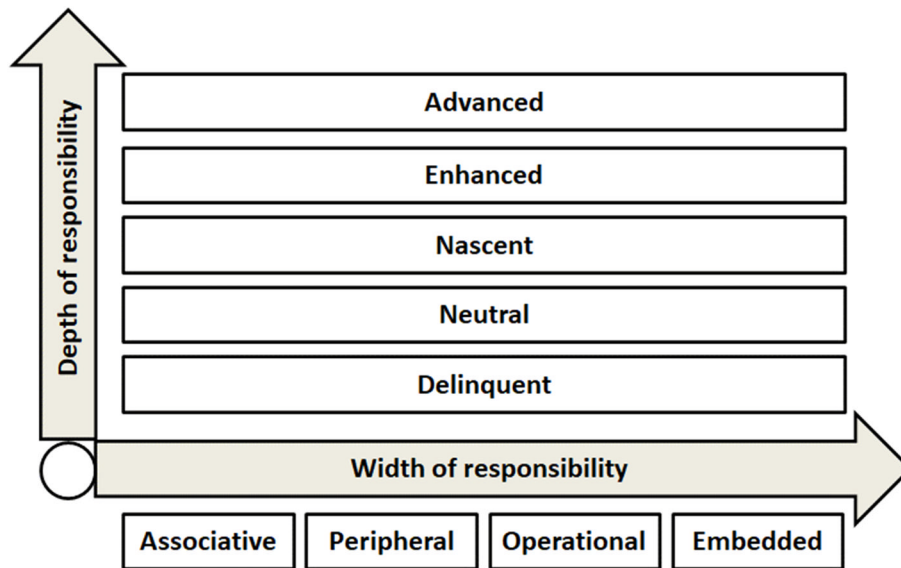 Depth of responsibility
Advanced
Enhanced
Nascent
Neutral
Delinquent
Width of responsibility
Associative
Peripheral
Operational
Embedded